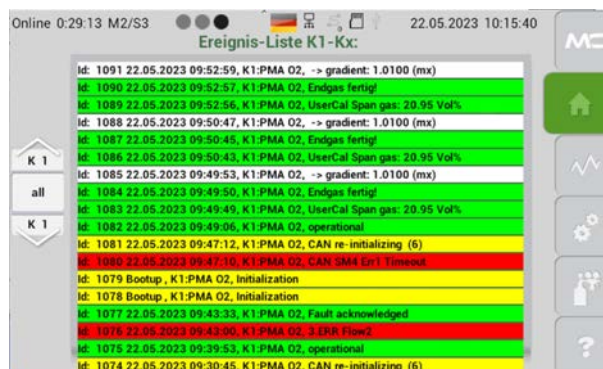 Online 0:29:13 M2/S3
22.05.2023 10:15:40
Ereignis-Liste K1-Kx:
MC
Id: 1091 22.05.2023 09:52:59, K1:PMA O2, -> gradient: 1.0100 (mx)
Id: 1090 22.05.2023 09:52:57, K1:PMA O2, Endgas fertig!
Id: 1089 22.05.2023 09:52:56, K1:PMA O2, UserCal Span gas: 20.95 Vol%
Id: 1088 22.05.2023 09:50:47, K1:PMA O2, -> gradient: 1.0100 (mx)
Id: 1087 22.05.2023 09:50:45, K1:PMA O2, Endgas fertig!
Id: 1086 22.05.2023 09:50:43, K1:PMA O2, UserCal Span gas: 20.95 Vol%
Id: 1085 22.05.2023 09:49:53, K1:PMA O2, -> gradient: 1.0100 (mx)
Id: 1084 22.05.2023 09:49:50, K1:PMA O2, Endgas fertig!
Id: 1083 22.05.2023 09:49:49, K1:PMA O2, UserCal Span gas: 20.95 Vol%
Id: 1082 22.05.2023 09:49:06, K1:PMA O2, operational
Id: 1081 22.05.2023 09:47:12, K1:PMA O2, CAN re-initializing (6)
Id: 1080 22.05.2023 09:47:10, K1:PMA O2, CAN SM4 Err1 Timeout
Id: 1079 Bootup , K1:PMA O2, Initialization
Id: 1078 Bootup , K1:PMA O2, Initialization
Id: 1077 22.05.2023 09:43:33, K1:PMA O2, Fault acknowledged
Id: 1076 22.05.2023 09:43:00, K1:PMA O2, 3.ERR Flow2
Id: 1075 22.05.2023 09:39:53, K1:PMA O2, operational
Id: 1074 22.05.2023 09:30:45, K1:PMA O2, CAN re-initializing (6)
K 1
all
K 1
?